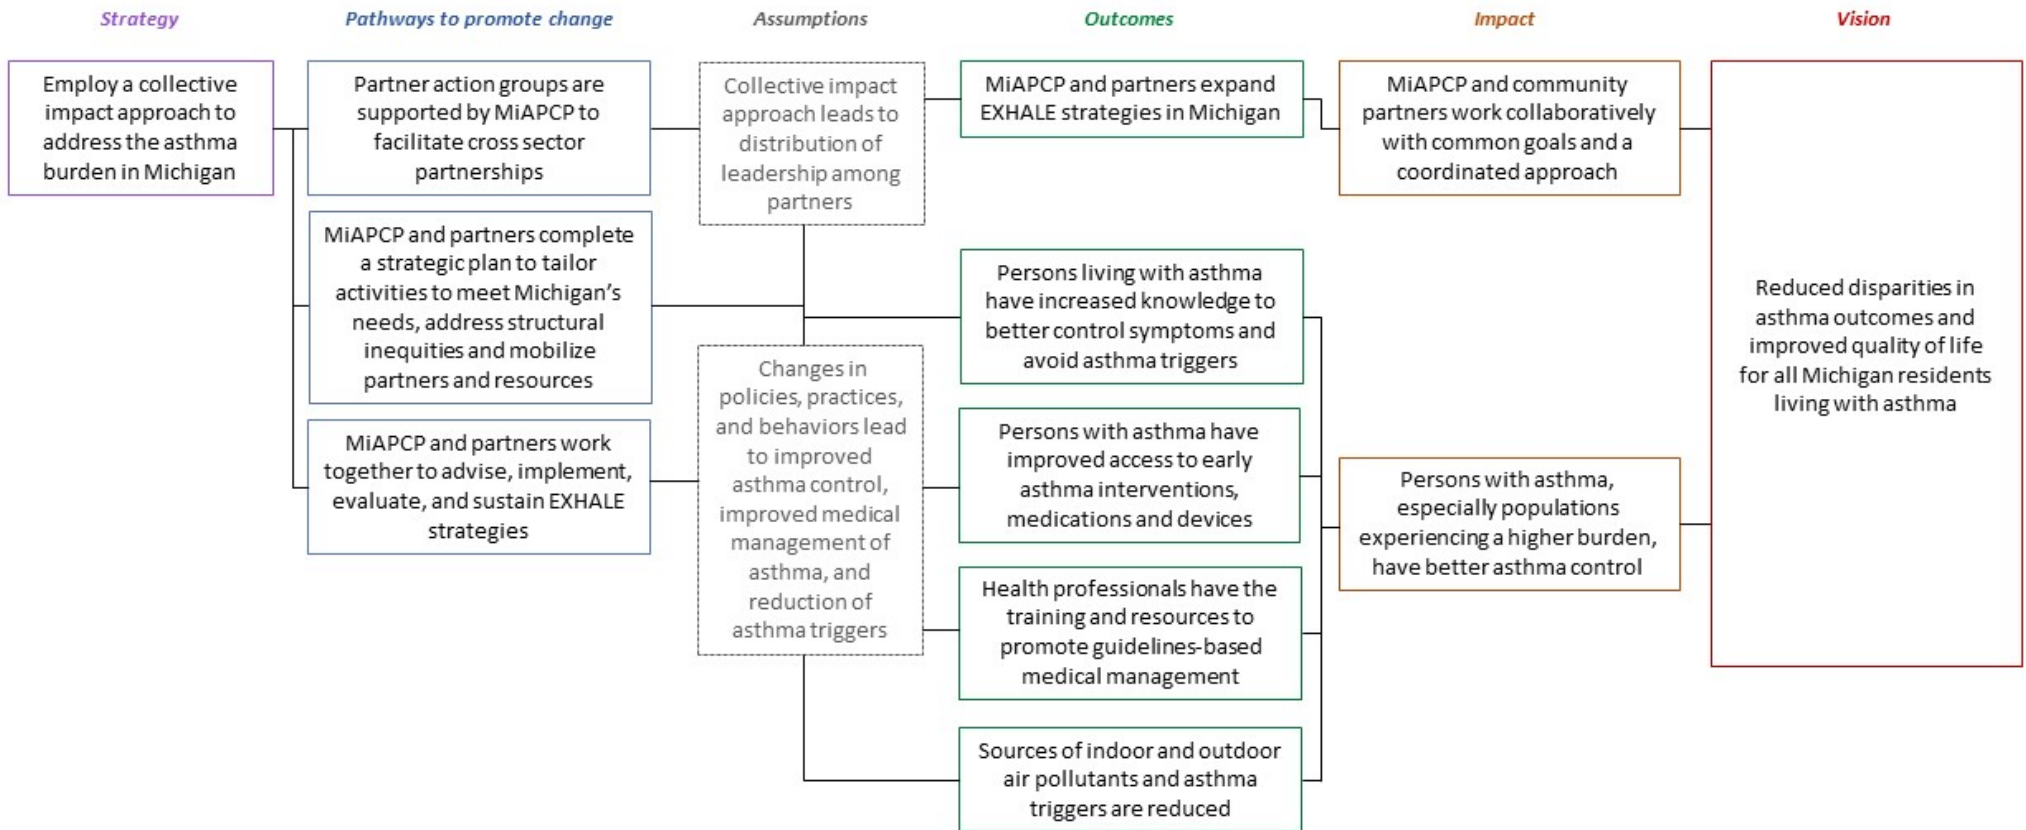 Strategy
Pathways to promote change
Assumptions
Outcomes
Impact
Vision
Employ a collective
impact approach to
address the asthma
burden in Michigan
Partner action groups are
supported by MiAPCP to
facilitate cross sector
partnerships
MiAPCP and partners complete
a strategic plan to tailor
activities to meet Michigan’s
needs, address structural
inequities and mobilize
partners and resources
MiAPCP and partners work
together to advise, implement,
evaluate, and sustain EXHALE
strategies
Collective impact
approach leads to
distribution of
leadership among
partners
Changes in
policies, practices,
and behaviors lead
to improved
asthma control,
improved medical
management of
asthma, and
reduction of
asthma triggers
MiAPCP and partners expand
EXHALE strategies in Michigan
Persons living with asthma
have increased knowledge to
better control symptoms and
avoid asthma triggers
Persons with asthma have
improved access to early
asthma interventions,
medications and devices
Health professionals have the
training and resources to
promote guidelines-based
medical management
Sources of indoor and outdoor
air pollutants and asthma
triggers are reduced
MiAPCP and community
partners work collaboratively
with common goals and a
coordinated approach
Persons with asthma,
especially populations
experiencing a higher burden,
have better asthma control
Reduced disparities in
asthma outcomes and
improved quality of life
for all Michigan residents
living with asthma